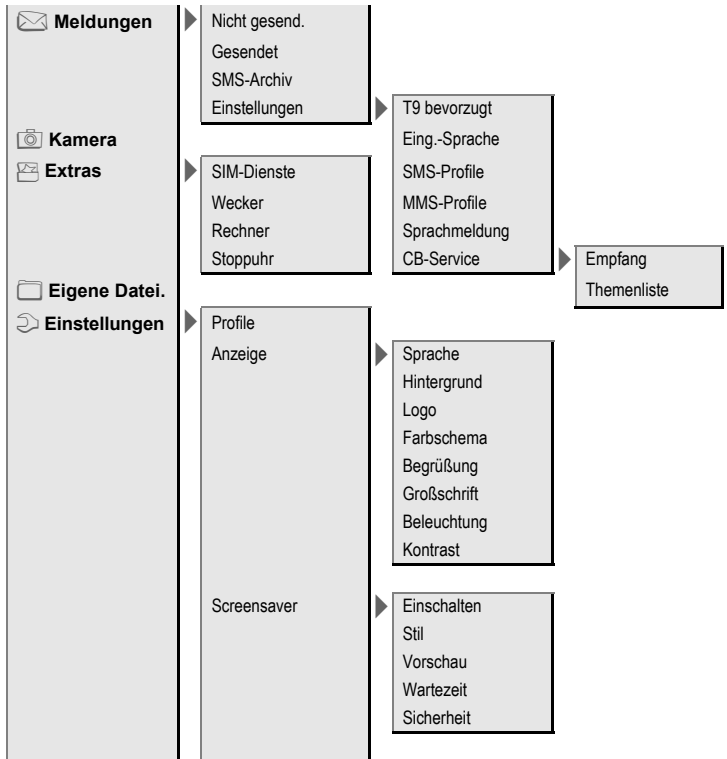 Meldungen
Nicht gesend.
Gesendet
SMS-Archiv
Einstellungen
T9 bevorzugt
Eing.-Sprache
SMS-Profile
MMS-Profile
Sprachmeldung
CB-Service
Empfang
Themenliste
Kamera
Extras
SIM-Dienste
Wecker
Rechner
Stoppuhr
Eigene Datei.
Einstellungen
Profile
Anzeige
Sprache
Hintergrund
Logo
Farbschema
Begrüßung
Großschrift
Beleuchtung
Kontrast
Screensaver
Einschalten
Stil
Vorschau
Wartezeit
Sicherheit